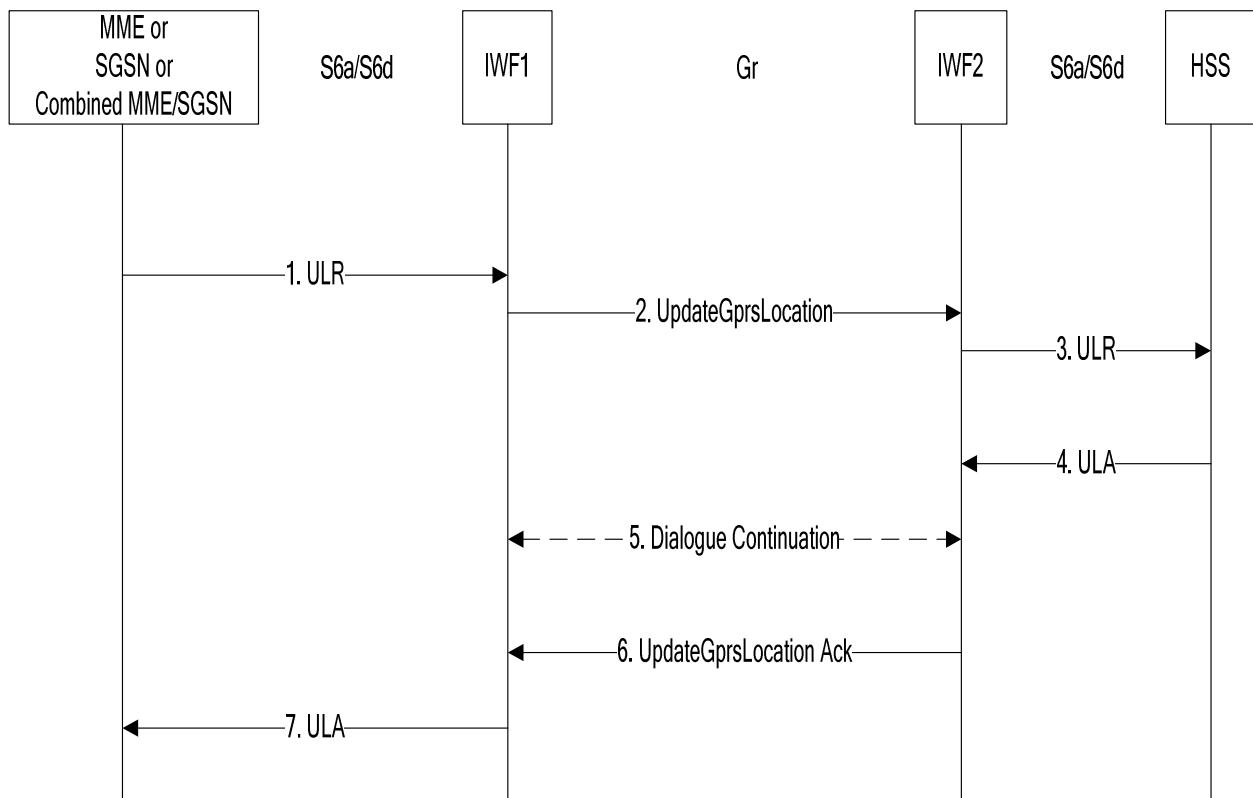 MME or
SGSN or
Combined MME/SGSN
S6a/S6d
IWF1
Gr
IWF2
S6a/S6d
HSS
1. ULR
2. UpdateGprsLocation
3. ULR
4. ULA
5. Dialogue Continuation
6. UpdateGprsLocation Ack
7. ULA